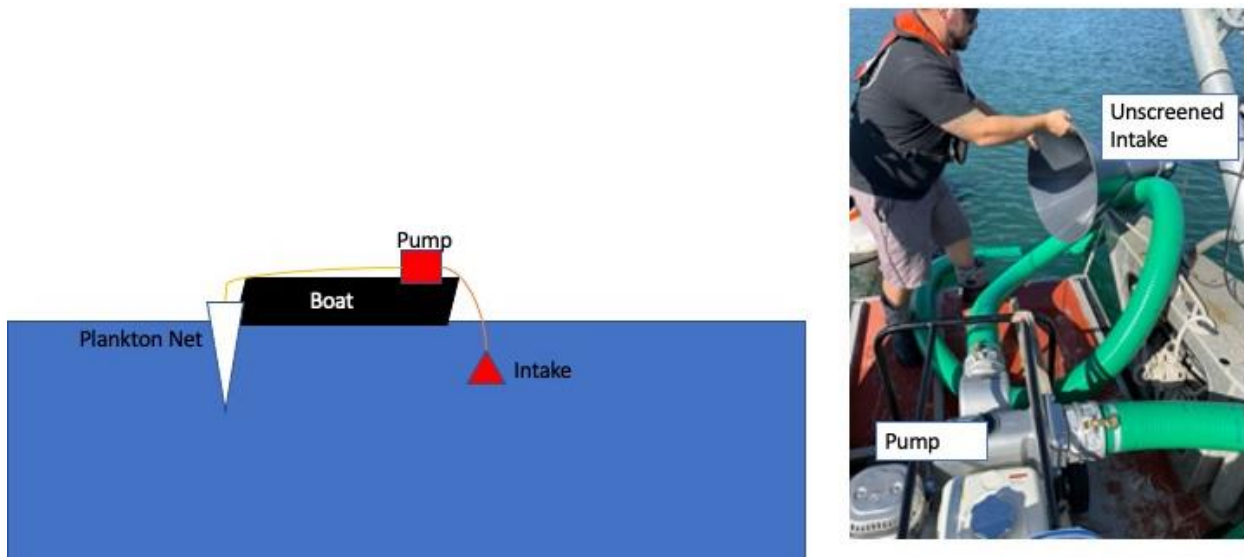 Pump
Boat
Plankton Net
Intake
Unscreened
Intake
Pump